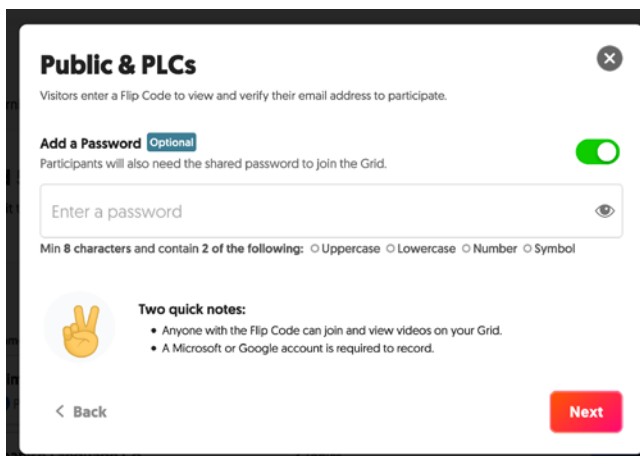 Public & PLCs
Visitors enter a Flip Code to view and verify their email address to participate.
Add a Password Optional
Participants will also need the shared password to join the Grid.
Enter a password
Min 8 characters and contain 2 of the following: Uppercase Lowercase Number Symbol
Two quick notes:
• Anyone with the Flip Code can join and view videos on your Grid.
• A Microsoft or Google account is required to record.
< Back
Next